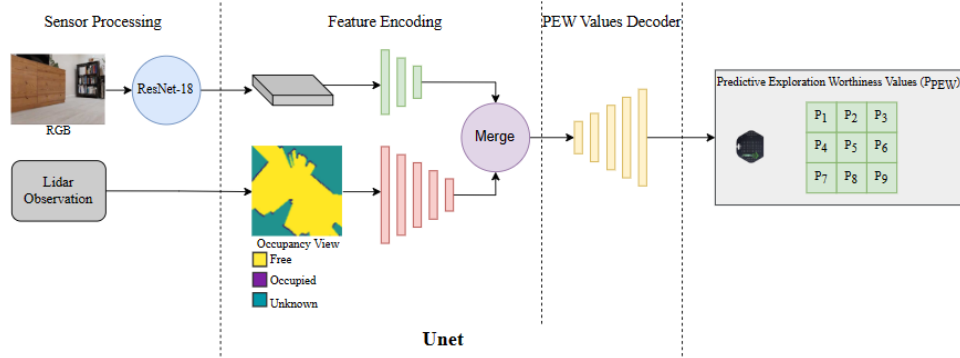 Sensor Processing
Feature Encoding
PEW Values Decoder
RGB
ResNet-18
Lidar
Observation
Occupancy View
Free
Occupied
Unknown
Merge
Predictive Exploration Worthiness Values (PPEW)
P1 P2 P3
P4 P5 P6
P7 P8 P9
Unet